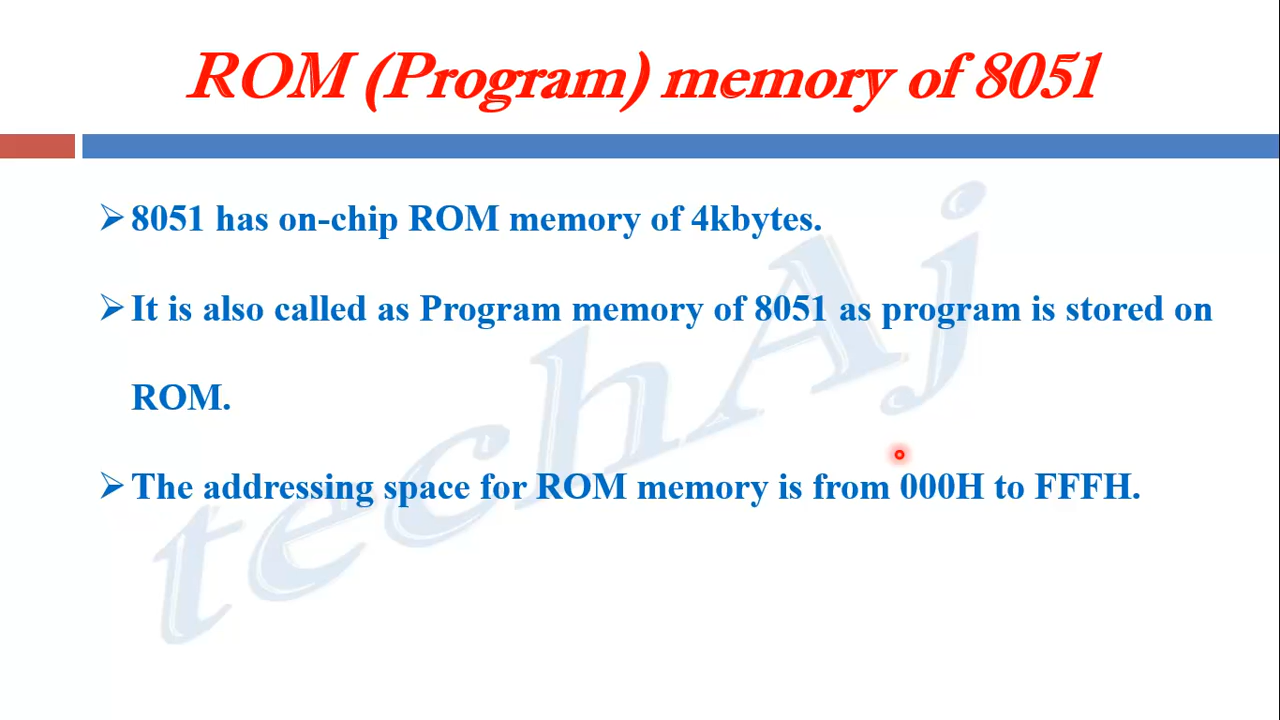 ROM (Program) memory of 8051
➢ 8051 has on-chip ROM memory of 4kbytes.
➢ It is also called as Program memory of 8051 as program is stored on
ROM.
➢ The addressing space for ROM memory is from 000H to FFFH.
techAj